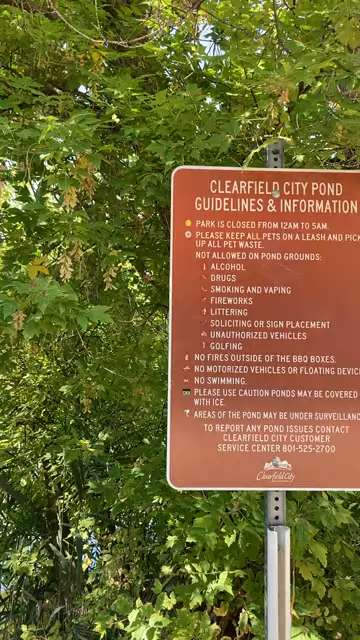 CLEARFIELD CITY POND
GUIDELINES & INFORMATION
PARK IS CLOSED FROM 12AM TO 5AM.
PLEASE KEEP ALL PETS ON A LEASH AND PICK
UP ALL PET WASTE.
NOT ALLOWED ON POND GROUNDS:
ALCOHOL
DRUGS
SMOKING AND VAPING
FIREWORKS
LITTERING
SOLICITING OR SIGN PLACEMENT
UNAUTHORIZED VEHICLES
GOLFING
NO FIRES OUTSIDE OF THE BBQ BOXES.
NO MOTORIZED VEHICLES OR FLOATING DEVIC
NO SWIMMING.
PLEASE USE CAUTION PONDS MAY BE COVERED
WITH ICE.
AREAS OF THE POND MAY BE UNDER SURVEILLANC
TO REPORT ANY POND ISSUES CONTACT
CLEARFIELD CITY CUSTOMER
SERVICE CENTER 801-525-2700
Clearfield City